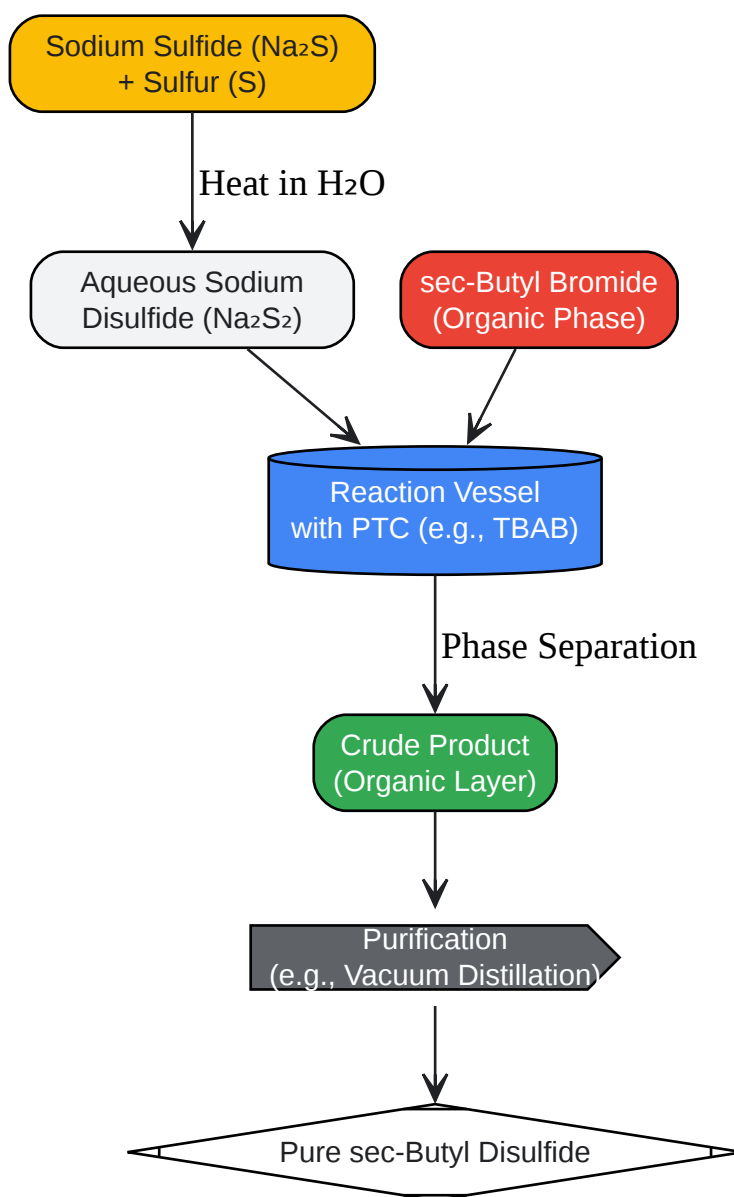 Sodium Sulfide (Na₂S)
+ Sulfur (S)
Heat in H₂O
Aqueous Sodium
Disulfide (Na₂S₂)
sec-Butyl Bromide
(Organic Phase)
Reaction Vessel
with PTC (e.g., TBAB)
Phase Separation
Crude Product
(Organic Layer)
Purification
(e.g., Vacuum Distillation)
Pure sec-Butyl Disulfide